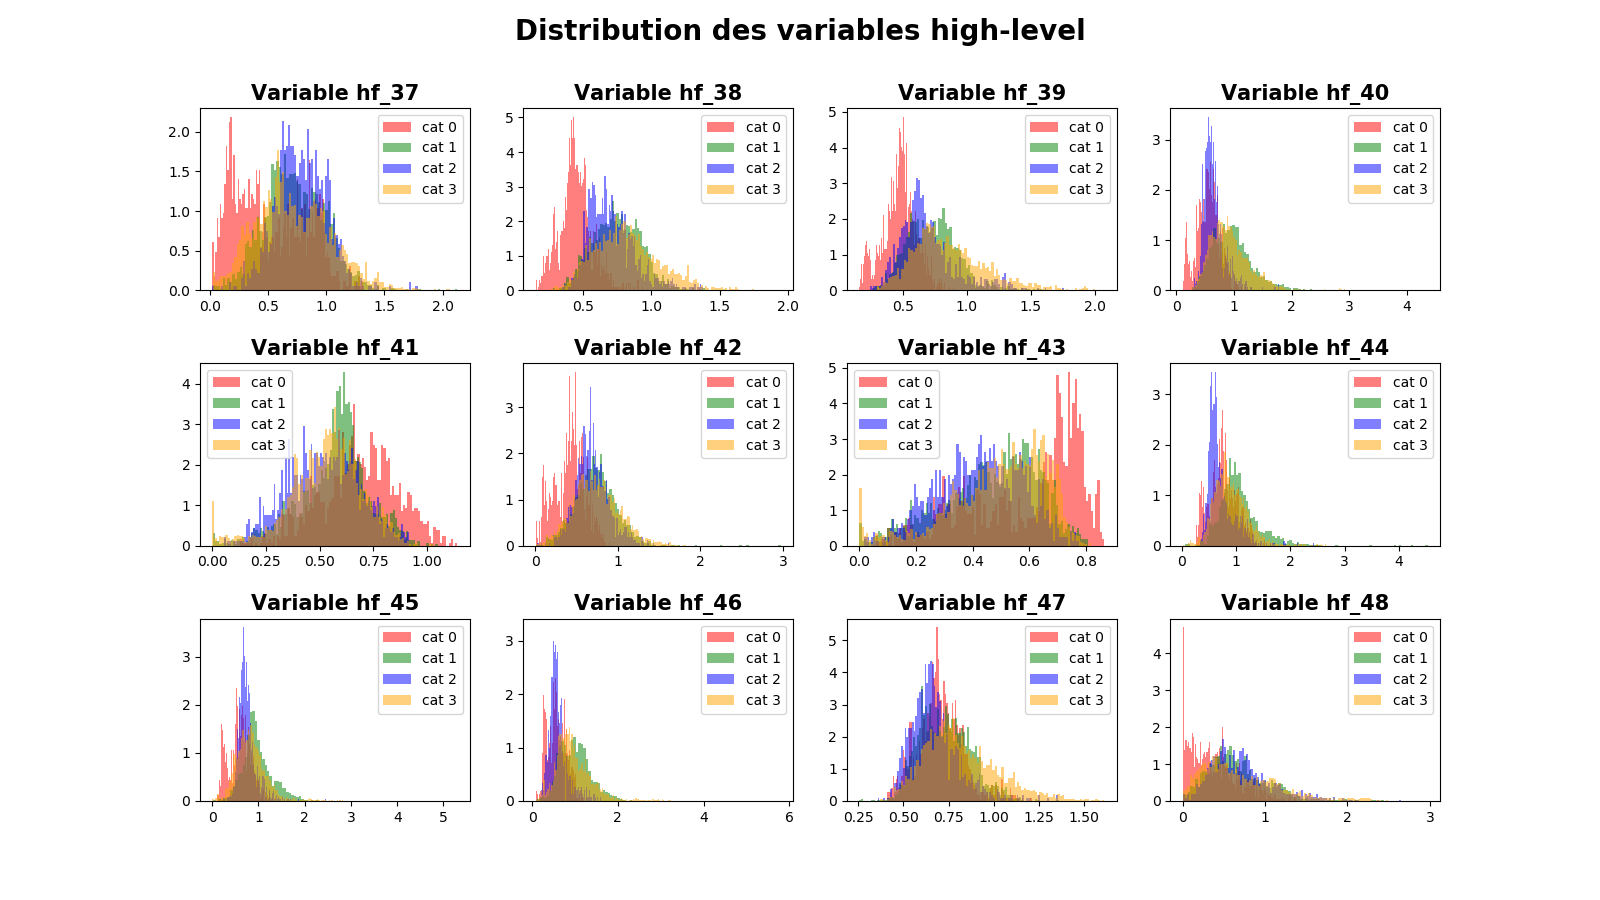 Distribution des variables high-level
Variable hf_37
Variable hf_38
Variable hf_39
Variable hf_40
2.0
1.5
1.0
0.5
0.0
cat 0
cat 1
cat 2
cat 3
0.0 0.5 1.0 1.5 2.0
5
4
3
2
1
0
cat 0
cat 1
cat 2
cat 3
0.5 1.0 1.5 2.0
5
4
3
2
1
0
cat 0
cat 1
cat 2
cat 3
0.5 1.0 1.5 2.0
3
2
1
0
cat 0
cat 1
cat 2
cat 3
0 1 2 3 4
Variable hf_41
Variable hf_42
Variable hf_43
Variable hf_44
4
3
2
1
0
cat 0
cat 1
cat 2
cat 3
0.00 0.25 0.50 0.75 1.00
3
2
1
0
cat 0
cat 1
cat 2
cat 3
0 1 2 3
5
4
3
2
1
0
cat 0
cat 1
cat 2
cat 3
0.0 0.2 0.4 0.6 0.8
3
2
1
0
cat 0
cat 1
cat 2
cat 3
0 1 2 3 4
Variable hf_45
Variable hf_46
Variable hf_47
Variable hf_48
3
2
1
0
cat 0
cat 1
cat 2
cat 3
0 1 2 3 4 5
3
2
1
0
cat 0
cat 1
cat 2
cat 3
0 2 4 6
5
4
3
2
1
0
cat 0
cat 1
cat 2
cat 3
0.25 0.50 0.75 1.00 1.25 1.50
4
3
2
1
0
cat 0
cat 1
cat 2
cat 3
0 1 2 3